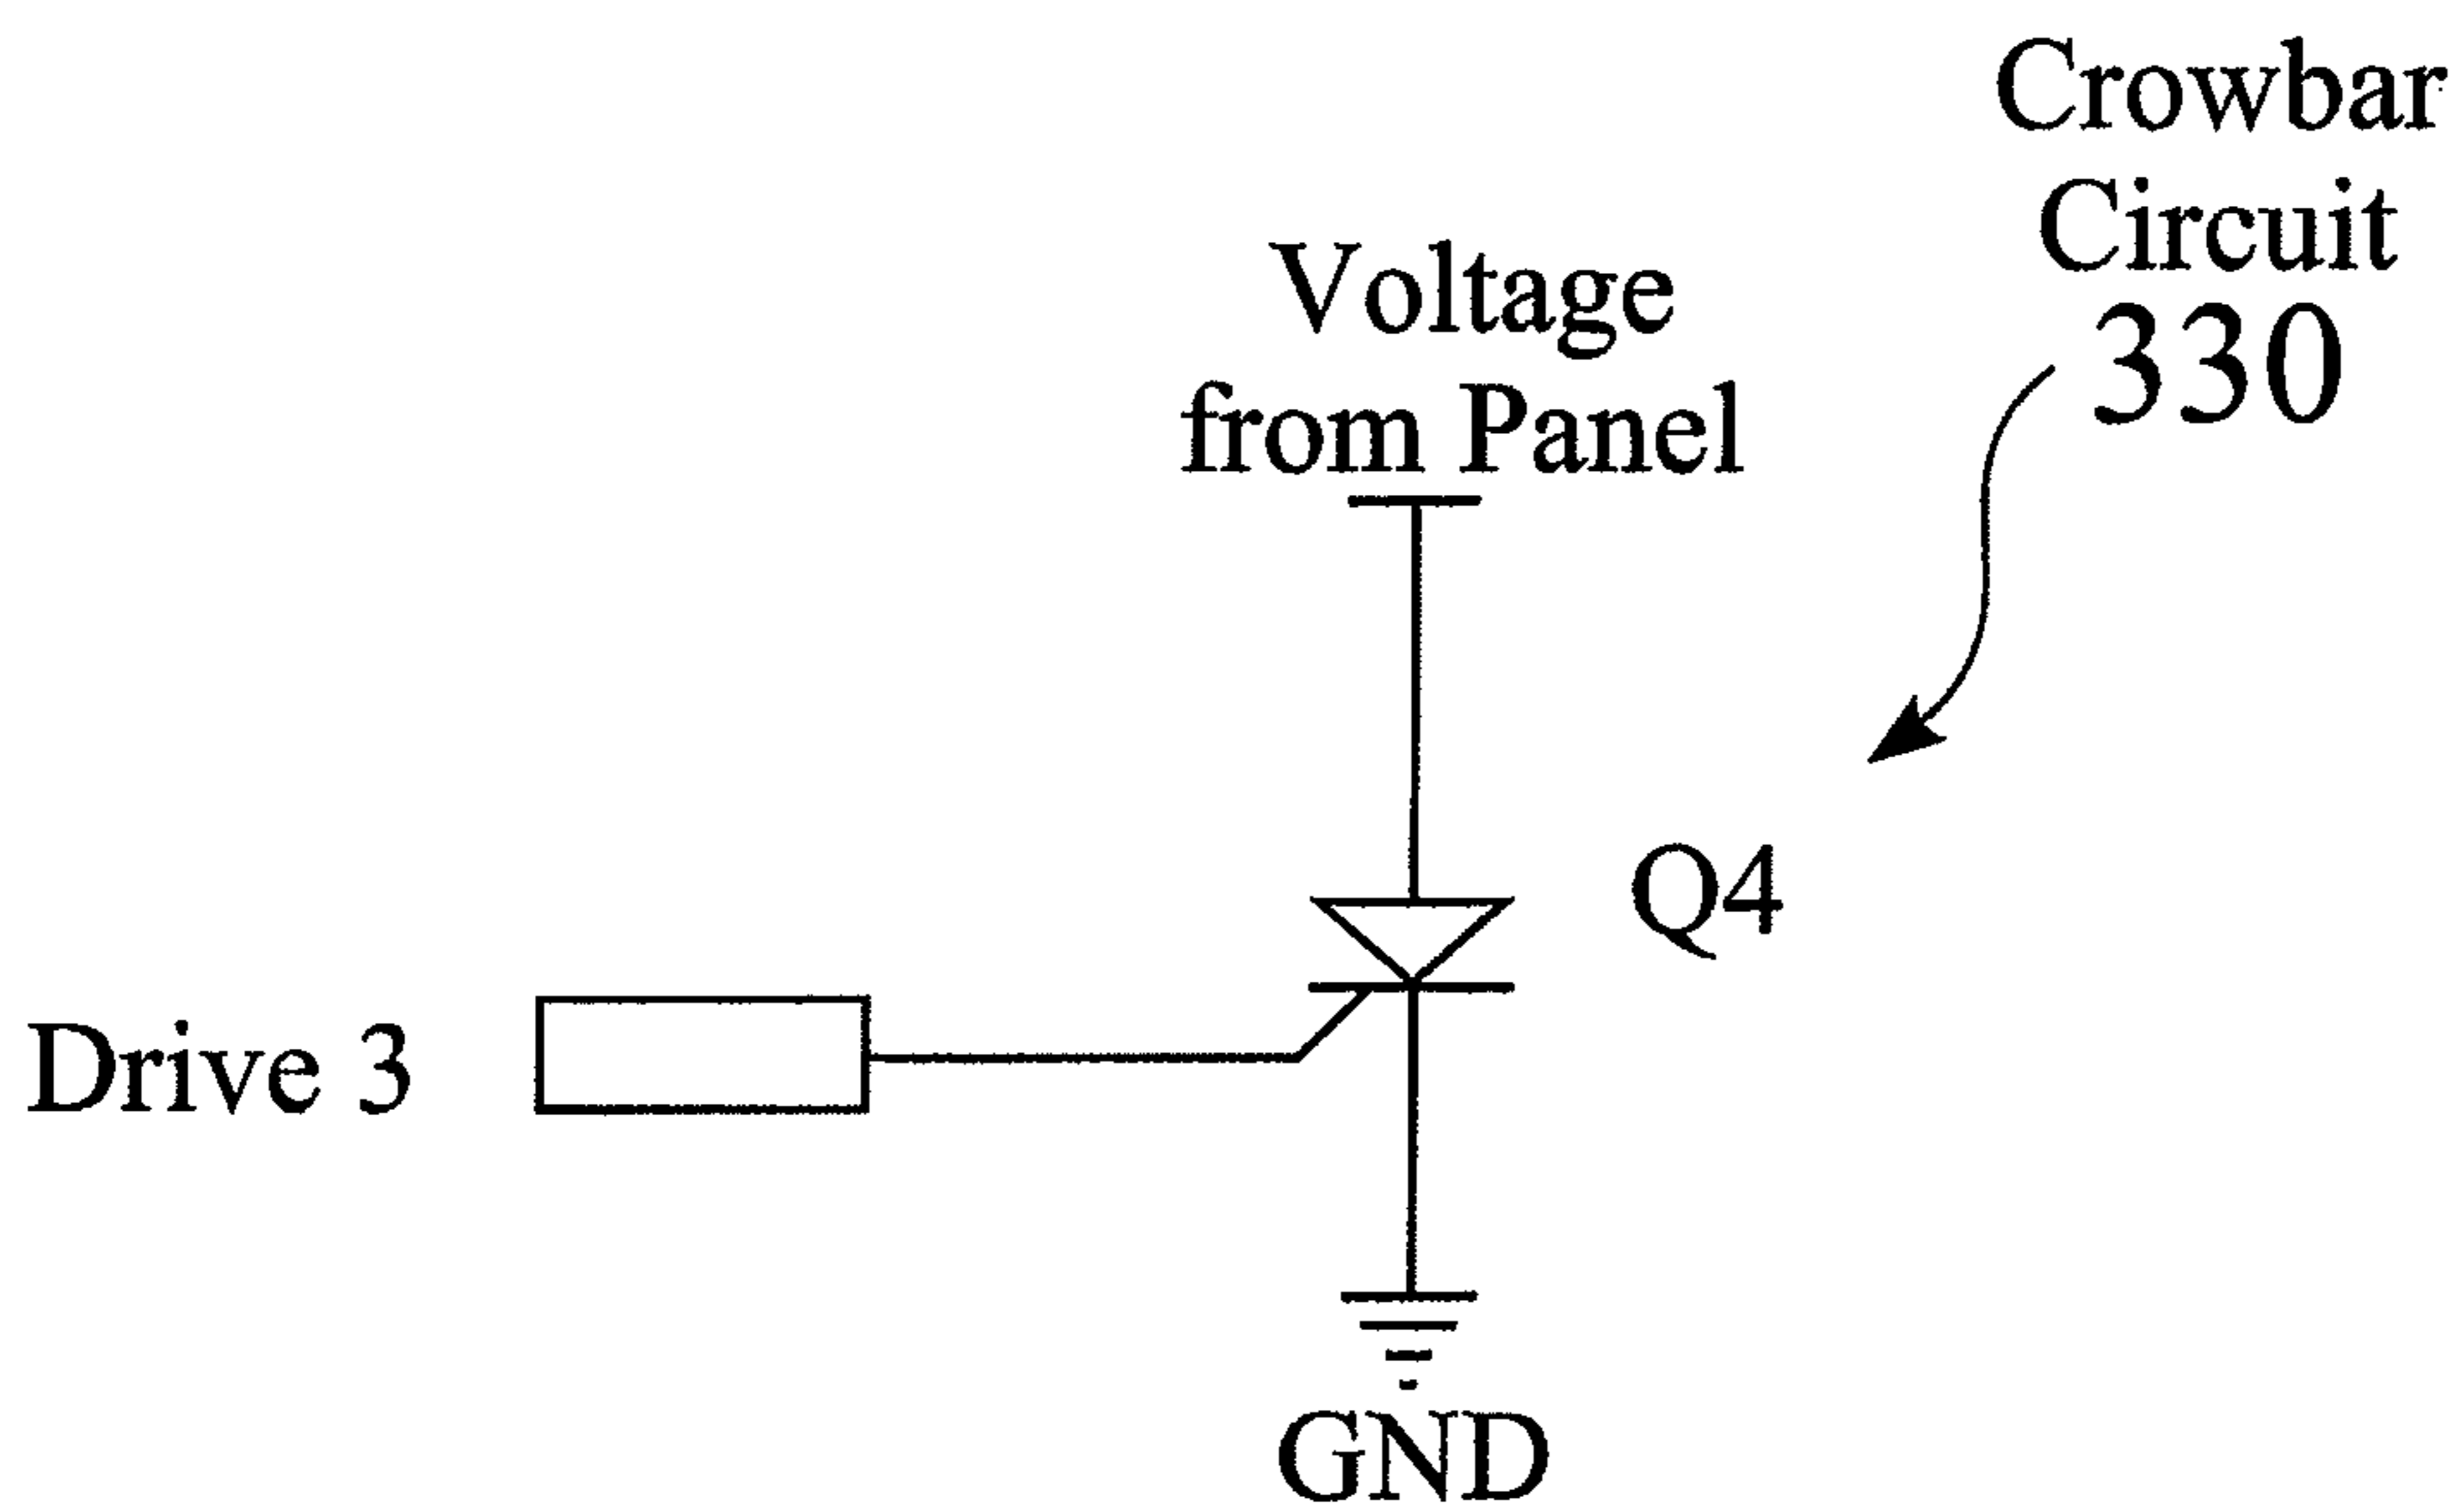 Crowbar
Circuit
330
Voltage
from Panel
Q4
Drive 3
GND